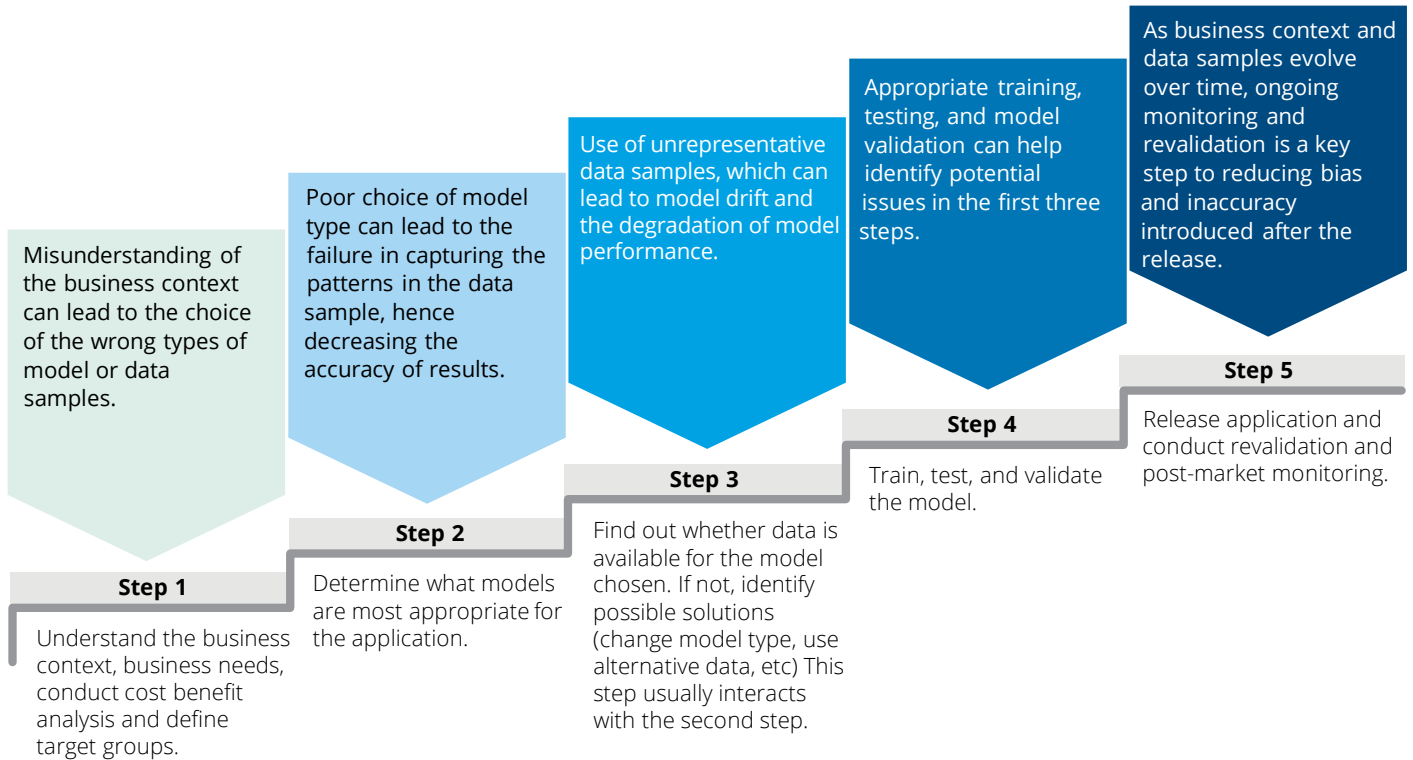 Misunderstanding of
the business context
can lead to the choice
of the wrong types of
model or data
samples.
Step 1
Understand the business
context, business needs,
conduct cost benefit
analysis and define
target groups.
Poor choice of model
type can lead to the
failure in capturing the
patterns in the data
sample, hence
decreasing the
accuracy of results.
Step 2
Determine what models
are most appropriate for
the application.
Use of unrepresentative
data samples, which can
lead to model drift and
the degradation of model
performance.
Step 3
Find out whether data is
available for the model
chosen. If not, identify
possible solutions
(change model type, use
alternative data, etc) This
step usually interacts
with the second step.
Appropriate training,
testing, and model
validation can help
identify potential
issues in the first three
steps.
Step 4
Train, test, and validate
the model.
As business context and
data samples evolve
over time, ongoing
monitoring and
revalidation is a key
step to reducing bias
and inaccuracy
introduced after the
release.
Step 5
Release application and
conduct revalidation and
post-market monitoring.